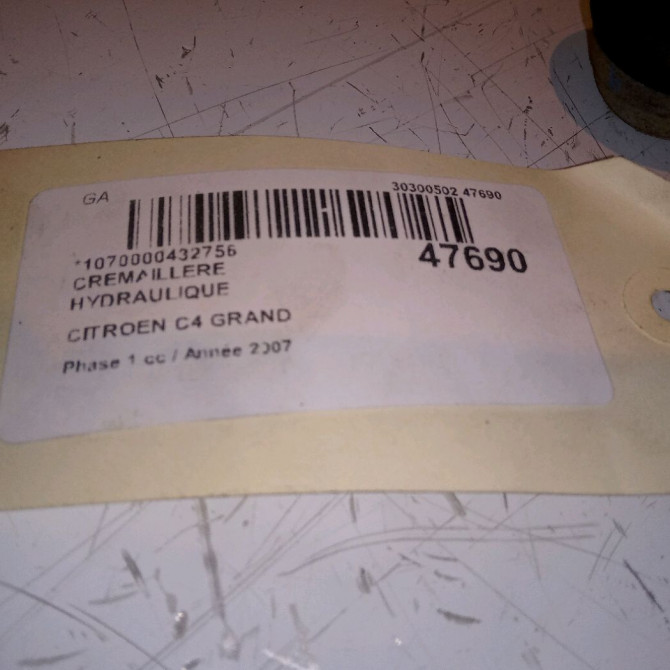 GA
30300502 47690
*1070000432756
47690
CREMAILLERE
HYDRAULIQUE
CITROEN C4 GRAND
Phase 1 cc / Année 2007